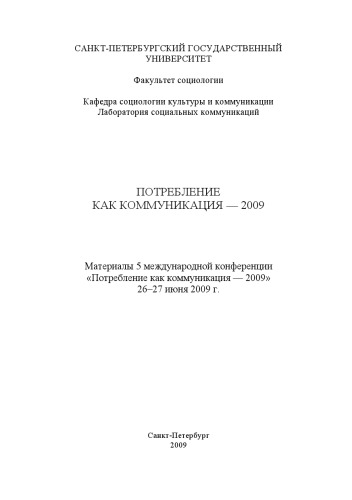 САНКТ-ПЕТЕРБУРГСКИЙ ГОСУДАРСТВЕННЫЙ
УНИВЕРСИТЕТ
Факультет социологии
Кафедра социологии культуры и коммуникации
Лаборатория социальных коммуникаций
ПОТРЕБЛЕНИЕ
КАК КОММУНИКАЦИЯ — 2009
Материалы 5 международной конференции
«Потребление как коммуникация — 2009»
26–27 июня 2009 г.
Санкт-Петербург
2009